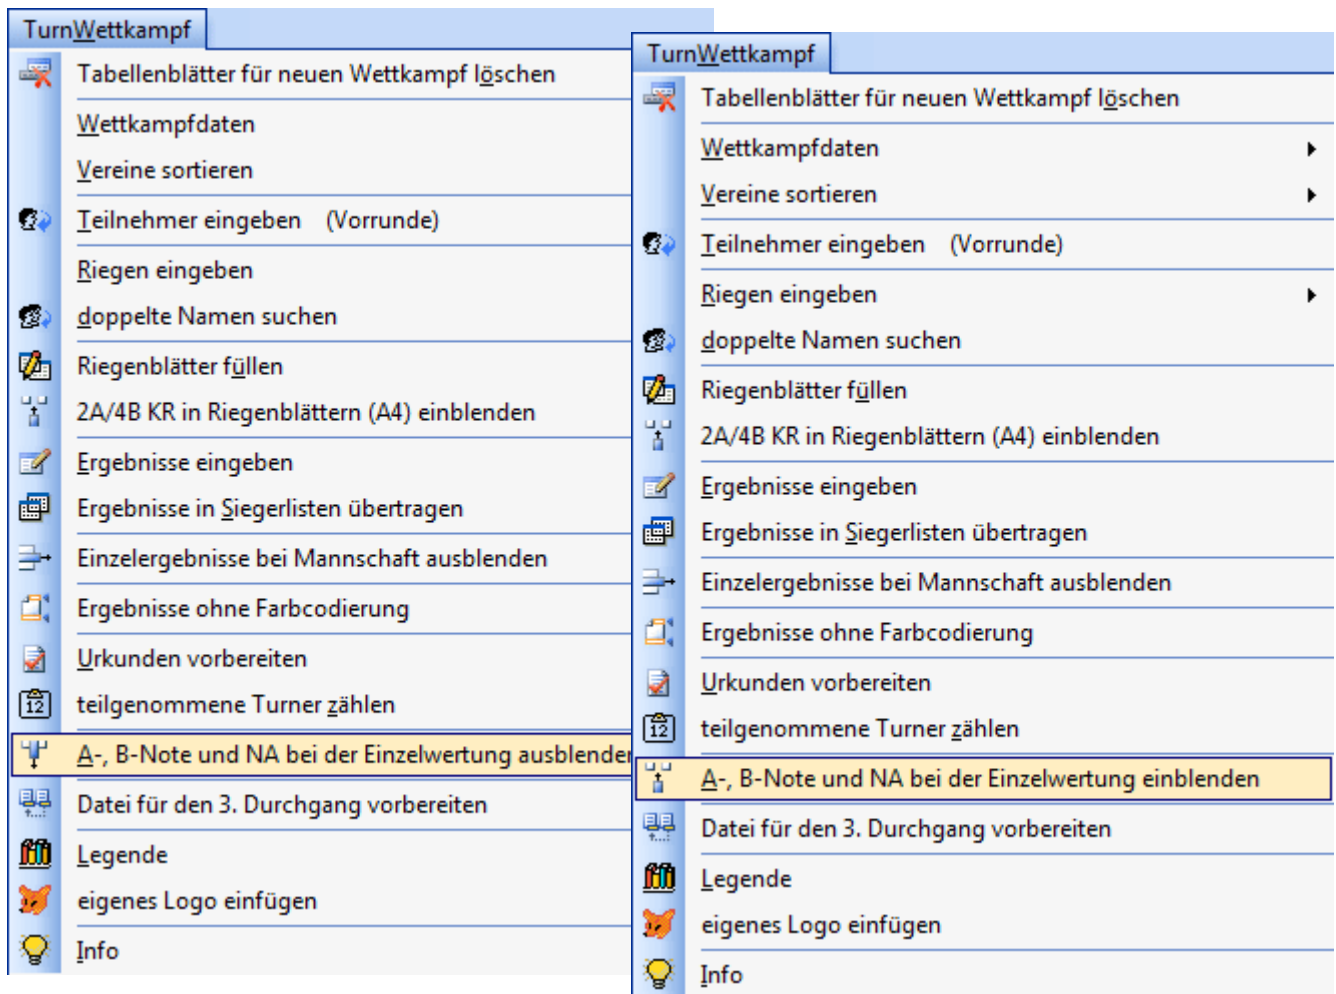 TurnWettkampf
Tabellenblätter für neuen Wettkampf löschen
Wettkampfdaten
Vereine sortieren
Teilnehmer eingeben (Vorrunde)
Riegen eingeben
doppelte Namen suchen
Riegenblätter füllen
2A/4B KR in Riegenblättern (A4) einblenden
Ergebnisse eingeben
Ergebnisse in Siegerlisten übertragen
Einzelergebnisse bei Mannschaft ausblenden
Ergebnisse ohne Farbcodierung
Urkunden vorbereiten
12 teilgenommene Turner zählen
A-, B-Note und NA bei der Einzelwertung ausblenden
Datei für den 3. Durchgang vorbereiten
Legende
eigenes Logo einfügen
Info
TurnWettkampf
Tabellenblätter für neuen Wettkampf löschen
Wettkampfdaten
Vereine sortieren
Teilnehmer eingeben (Vorrunde)
Riegen eingeben
doppelte Namen suchen
Riegenblätter füllen
2A/4B KR in Riegenblättern (A4) einblenden
Ergebnisse eingeben
Ergebnisse in Siegerlisten übertragen
Einzelergebnisse bei Mannschaft ausblenden
Ergebnisse ohne Farbcodierung
Urkunden vorbereiten
12 teilgenommene Turner zählen
A-, B-Note und NA bei der Einzelwertung einblenden
Datei für den 3. Durchgang vorbereiten
Legende
eigenes Logo einfügen
Info